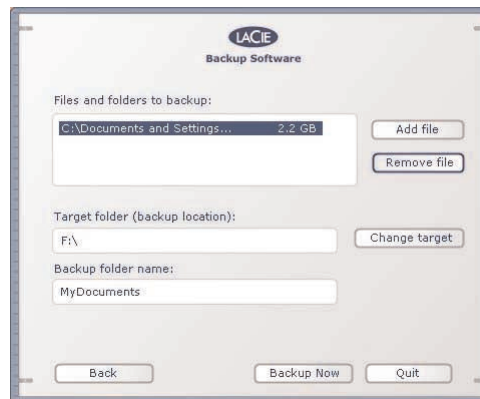 LACIE
Backup Software
Files and folders to backup:
C:\Documents and Settings... 2.2 GB
Add file
Remove file
Target folder (backup location):
F:\
Change target
Backup folder name:
MyDocuments
Back
Backup Now
Quit